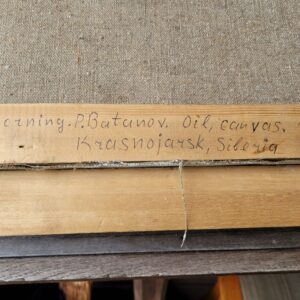 orning. P. Batanov. Oil, canvas.
Krasnojarsk, Siberia